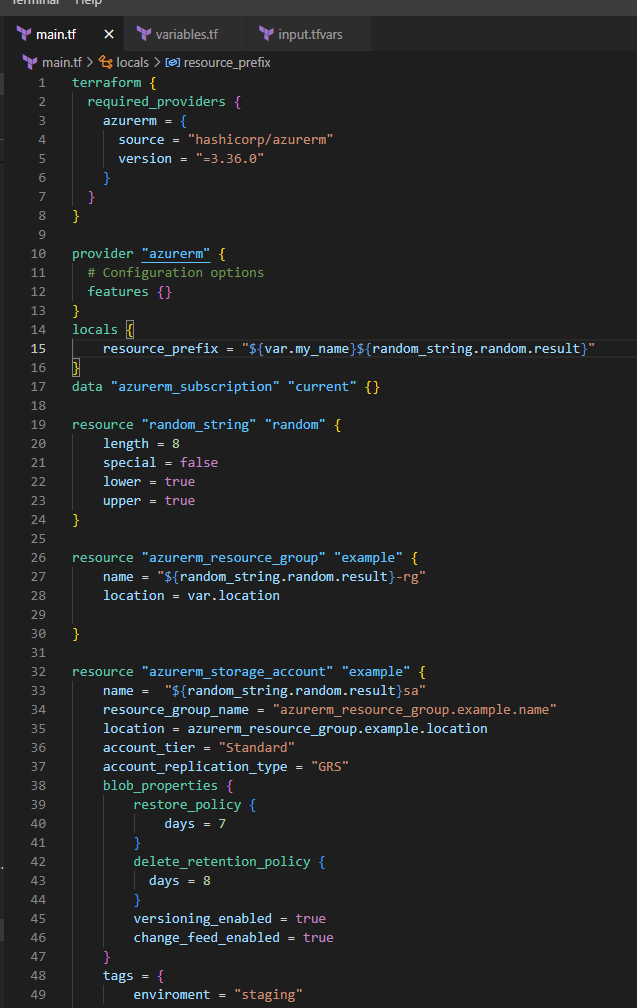 Terminal Help
main.tf × variables.tf input.tfvars
main.tf > locals > resource_prefix
1 terraform {
2 required_providers {
3 azurerm = {
4 source = "hashicorp/azurerm"
5 version = "=3.36.0"
6 }
7 }
8 }
9
10 provider "azurerm" {
11 # Configuration options
12 features {}
13 }
14 locals {
15 resource_prefix = "${var.my_name}${random_string.random.result}"
16 }
17 data "azurerm_subscription" "current" {}
18
19 resource "random_string" "random" {
20 length = 8
21 special = false
22 lower = true
23 upper = true
24 }
25
26 resource "azurerm_resource_group" "example" {
27 name = "${random_string.random.result}-rg"
28 location = var.location
29
30 }
31
32 resource "azurerm_storage_account" "example" {
33 name =  "${random_string.random.result}sa"
34 resource_group_name = "azurerm_resource_group.example.name"
35 location = azurerm_resource_group.example.location
36 account_tier = "Standard"
37 account_replication_type = "GRS"
38 blob_properties {
39 restore_policy {
40 days = 7
41 }
42 delete_retention_policy {
43 days = 8
44 }
45 versioning_enabled = true
46 change_feed_enabled = true
47 }
48 tags = {
49 enviroment = "staging"